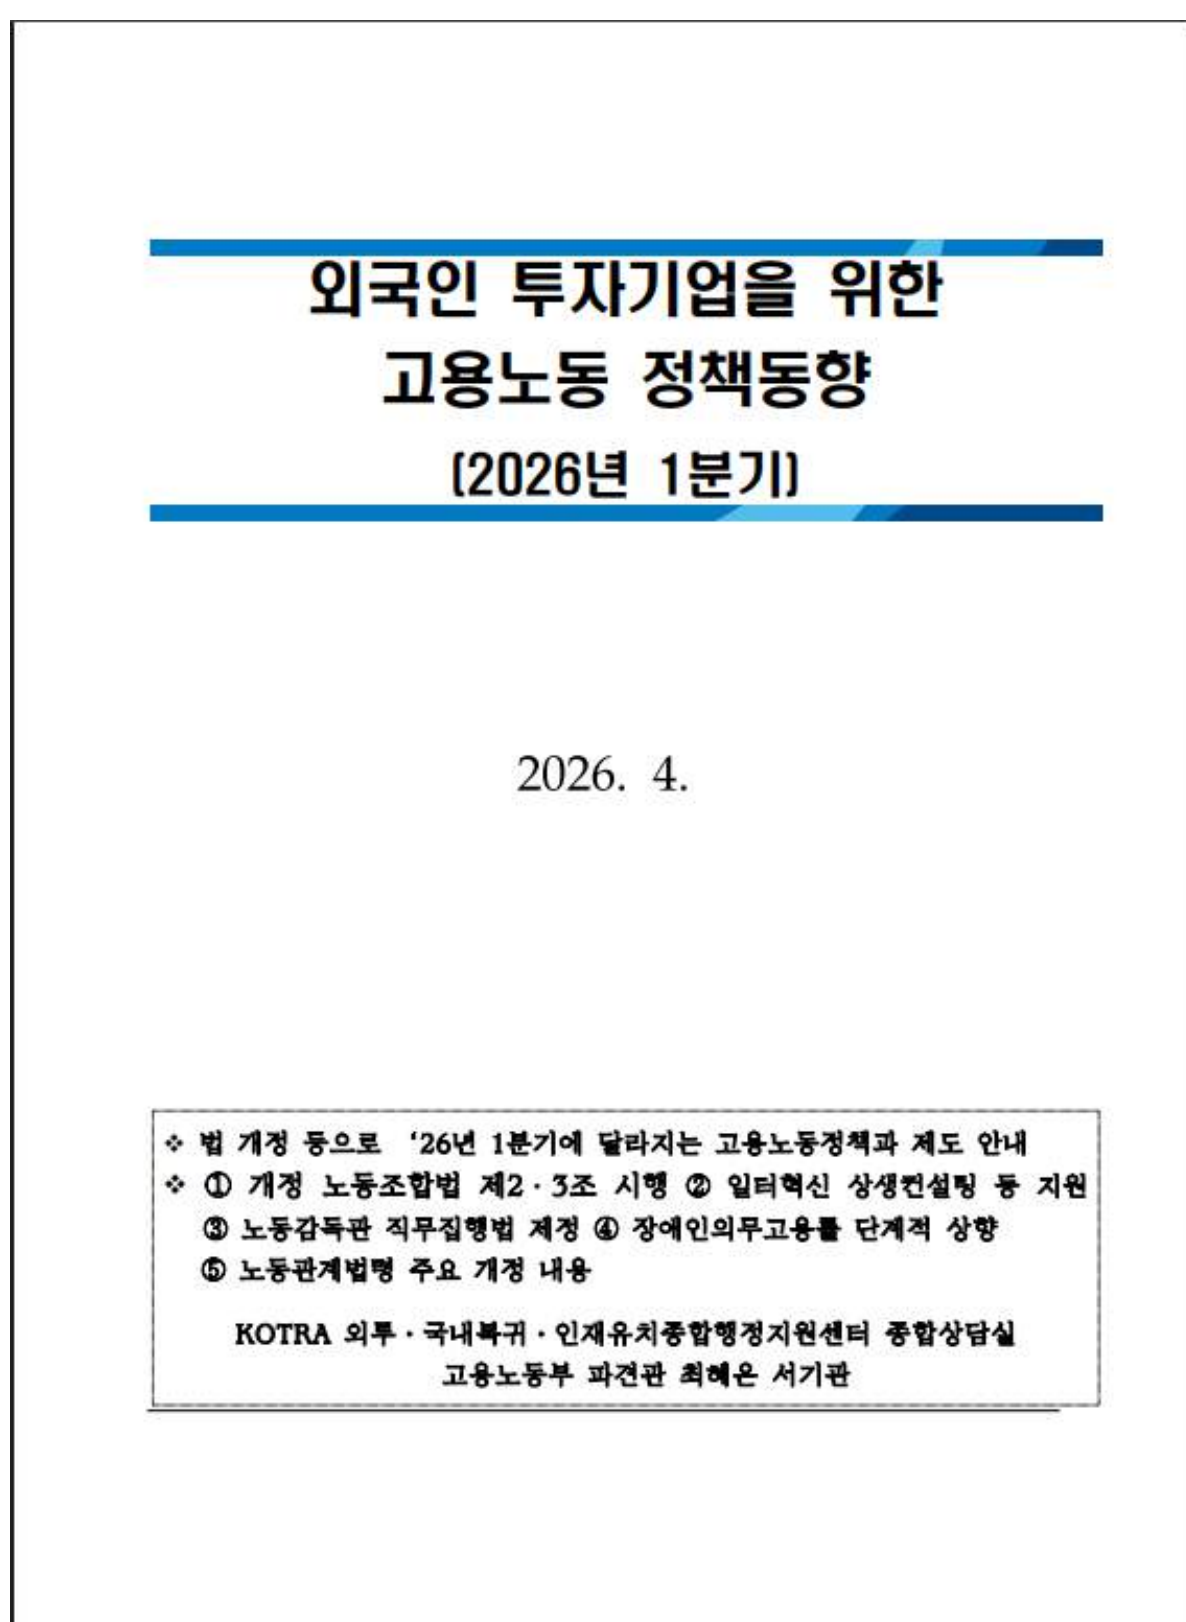 외국인 투자기업을 위한
고용노동 정책동향
(2026년 1분기)
2026. 4.
❖ 법 개정 등으로 ‘26년 1분기에 달라지는 고용노동정책과 제도 안내
❖ ① 개정 노동조합법 제2·3조 시행 ② 일터혁신 상생컨설팅 등 지원
③ 노동감독관 직무집행법 제정 ④ 장애인의무고용률 단계적 상향
⑤ 노동관계법령 주요 개정 내용
KOTRA 외투·국내복귀·인재유치종합행정지원센터 종합상담실
고용노동부 파견관 최혜은 서기관